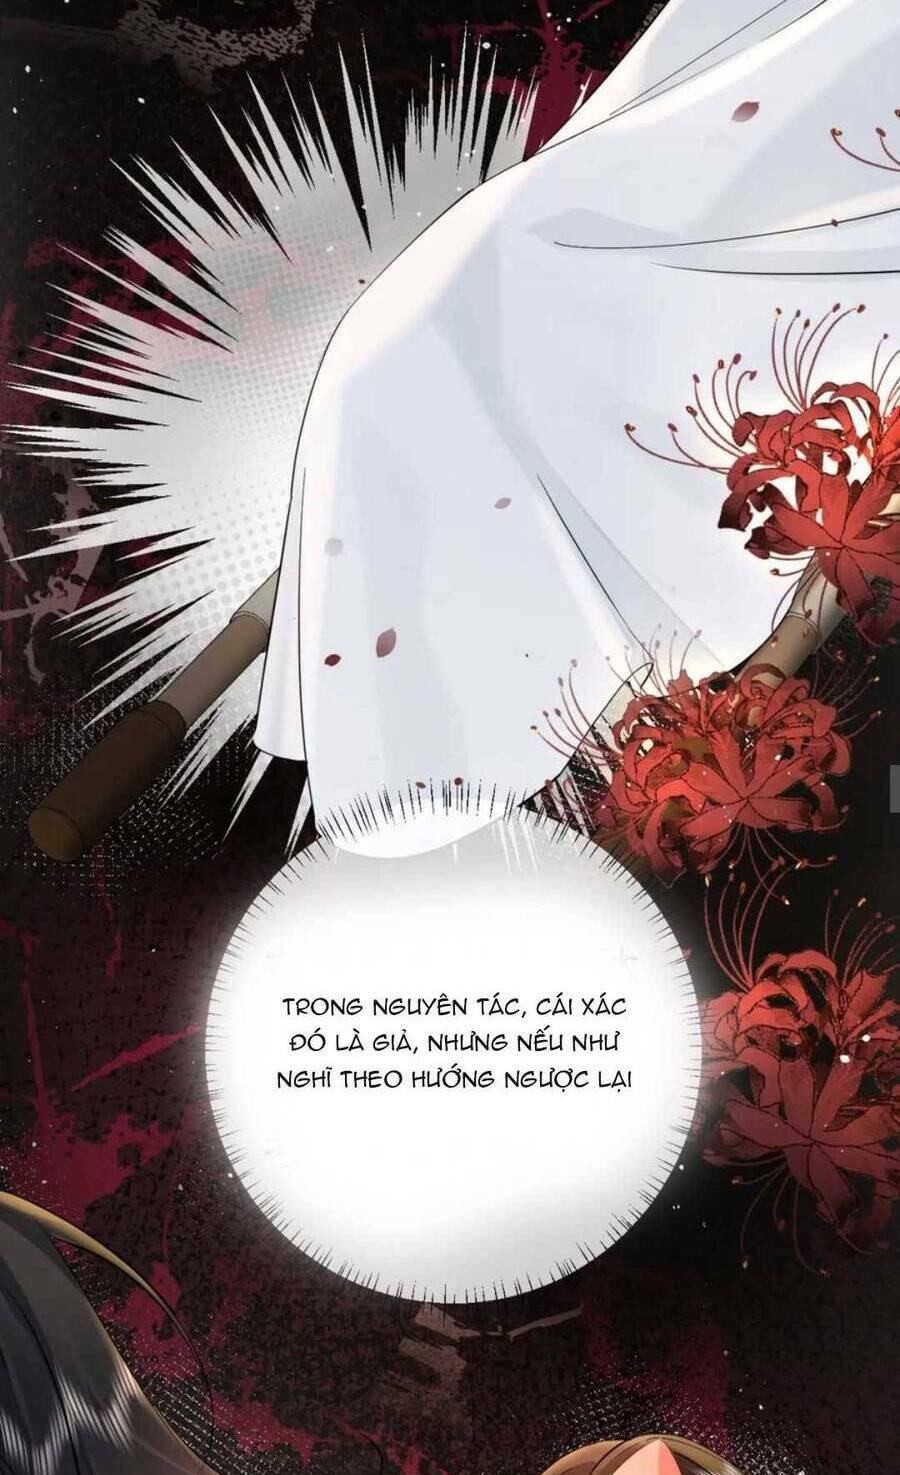 TRONG NGUYÊN TÁC, CÁI XÁC
ĐÓ LÀ GIẢ, NHƯNG NẾU NHƯ
NGHĨ THEO HƯỚNG NGƯỢC LẠI